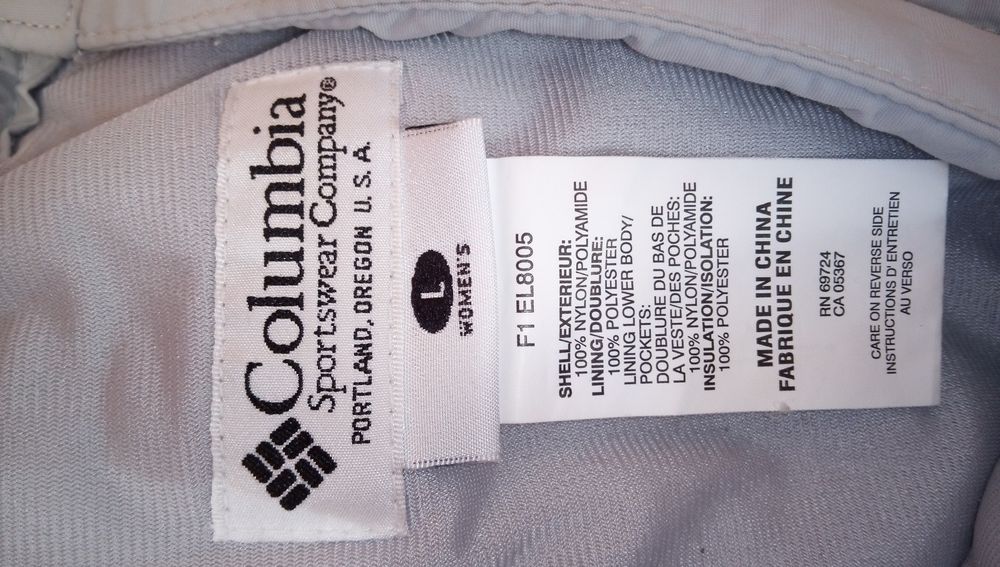 Columbia
Sportswear Company®
PORTLAND, OREGON U.S.A.
L
WOMEN'S
F1 EL8005
SHELL/EXTERIEUR:
100% NYLON/POLYAMIDE
LINING/DOUBLURE:
100% POLYESTER
LINING LOWER BODY/
POCKETS:
DOUBLURE DU BAS DE
LA VESTE/DES POCHES:
100% NYLON/POLYAMIDE
INSULATION/ISOLATION:
100% POLYESTER
MADE IN CHINA
FABRIQUE EN CHINE
RN 69724
CA 05367
CARE ON REVERSE SIDE
INSTRUCTIONS D' ENTRETIEN
AU VERSO